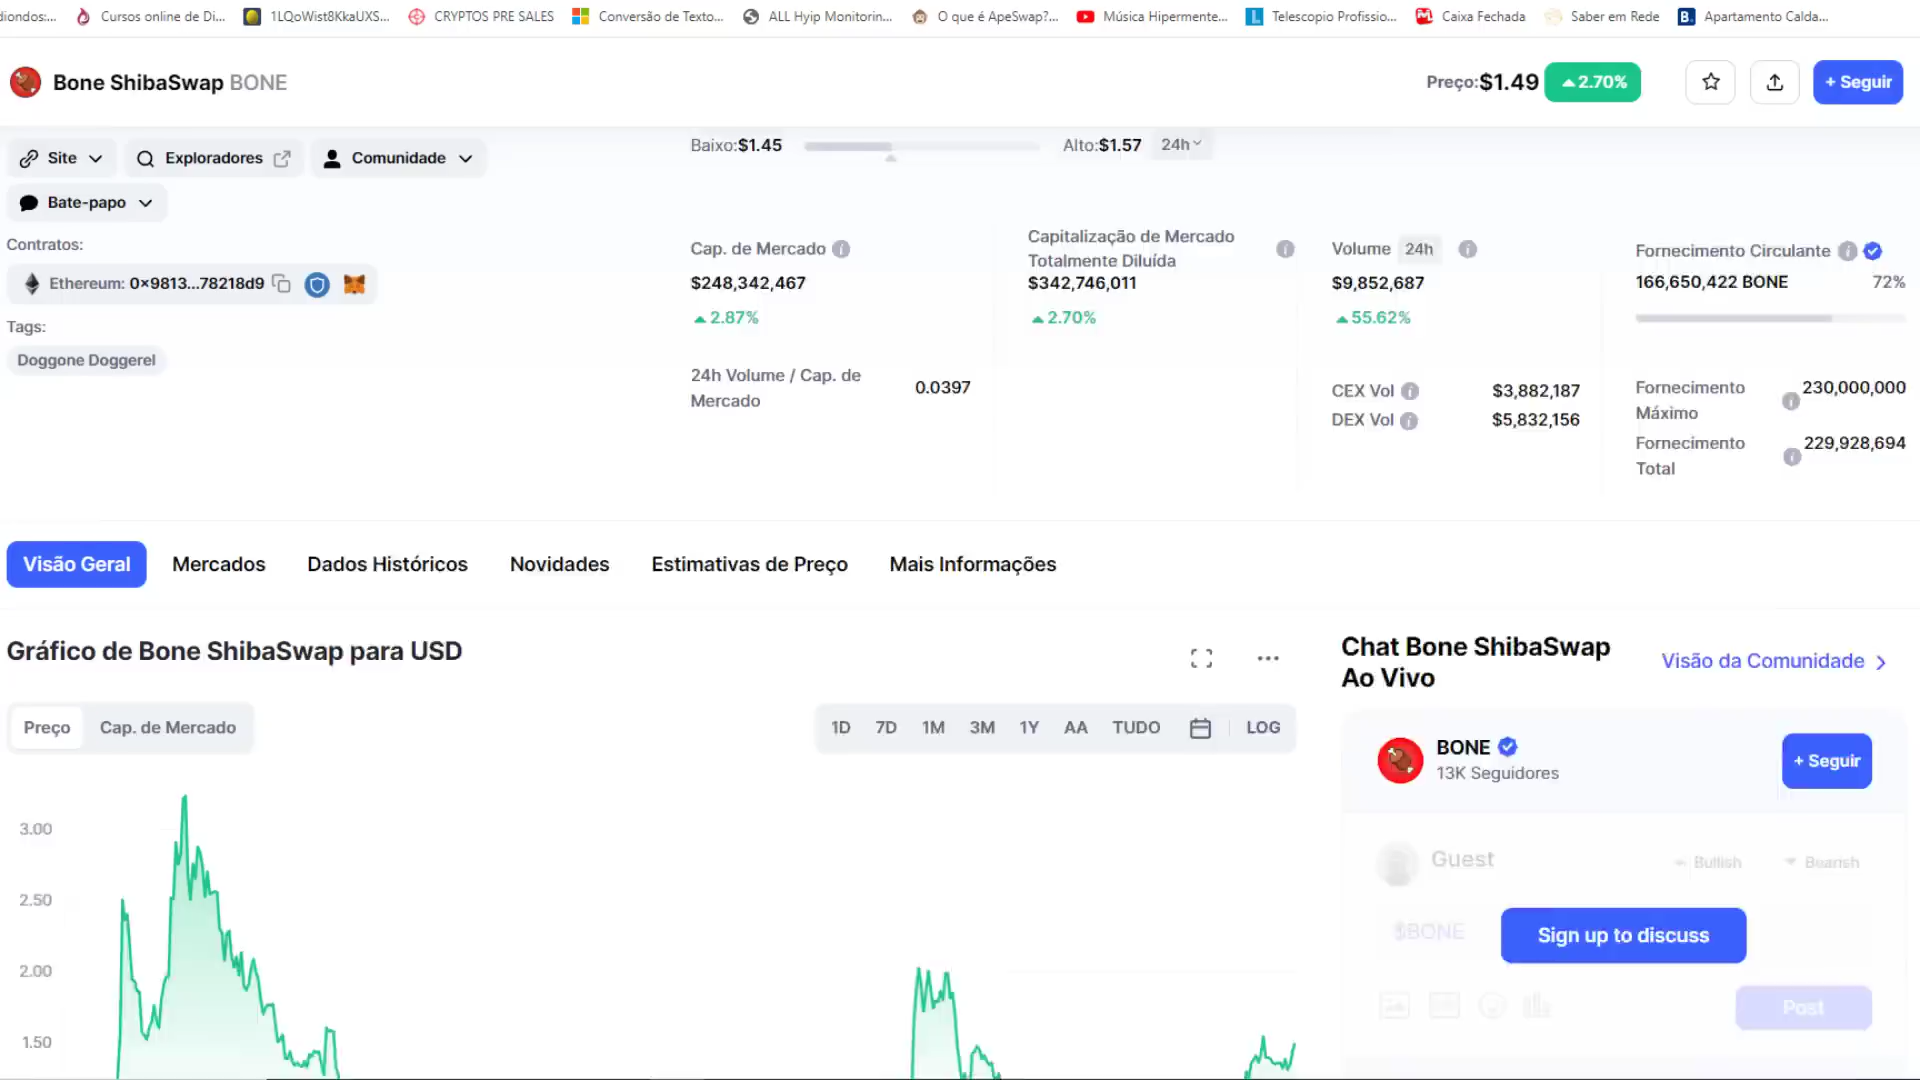 diondos:...
Cursos online de Di...
1LQoWist8KkaUXS...
CRYPTOS PRE SALES
Conversão de Texto...
ALL Hyip Monitorin...
O que é ApeSwap?...
Música Hipermente...
Telescopio Profissio...
Caixa Fechada
Saber em Rede
Apartamento Calda...
Bone ShibaSwap BONE
Preço:$1.49
2.70%
+ Seguir
Site
Exploradores
Comunidade
Baixo:$1.45
Alto:$1.57
24h
Bate-papo
Contratos:
Ethereum: 0x9813...78218d9
Tags:
Doggone Doggerel
Cap. de Mercado
$248,342,467
2.87%
24h Volume / Cap. de
Mercado
0.0397
Capitalização de Mercado
Totalmente Diluída
$342,746,011
2.70%
Volume 24h
$9,852,687
55.62%
CEX Vol $3,882,187
DEX Vol $5,832,156
Fornecimento Circulante
166,650,422 BONE 72%
Fornecimento
Máximo
230,000,000
Fornecimento
Total
229,928,694
Visão Geral
Mercados
Dados Históricos
Novidades
Estimativas de Preço
Mais Informações
Gráfico de Bone ShibaSwap para USD
Preço
Cap. de Mercado
1D 7D 1M 3M 1Y AA TUDO LOG
3.00
2.50
2.00
1.50
Chat Bone ShibaSwap
Ao Vivo
Visão da Comunidade
BONE
13K Seguidores
+ Seguir
Guest
Bullish
Bearish
$BONE
Sign up to discuss
Post